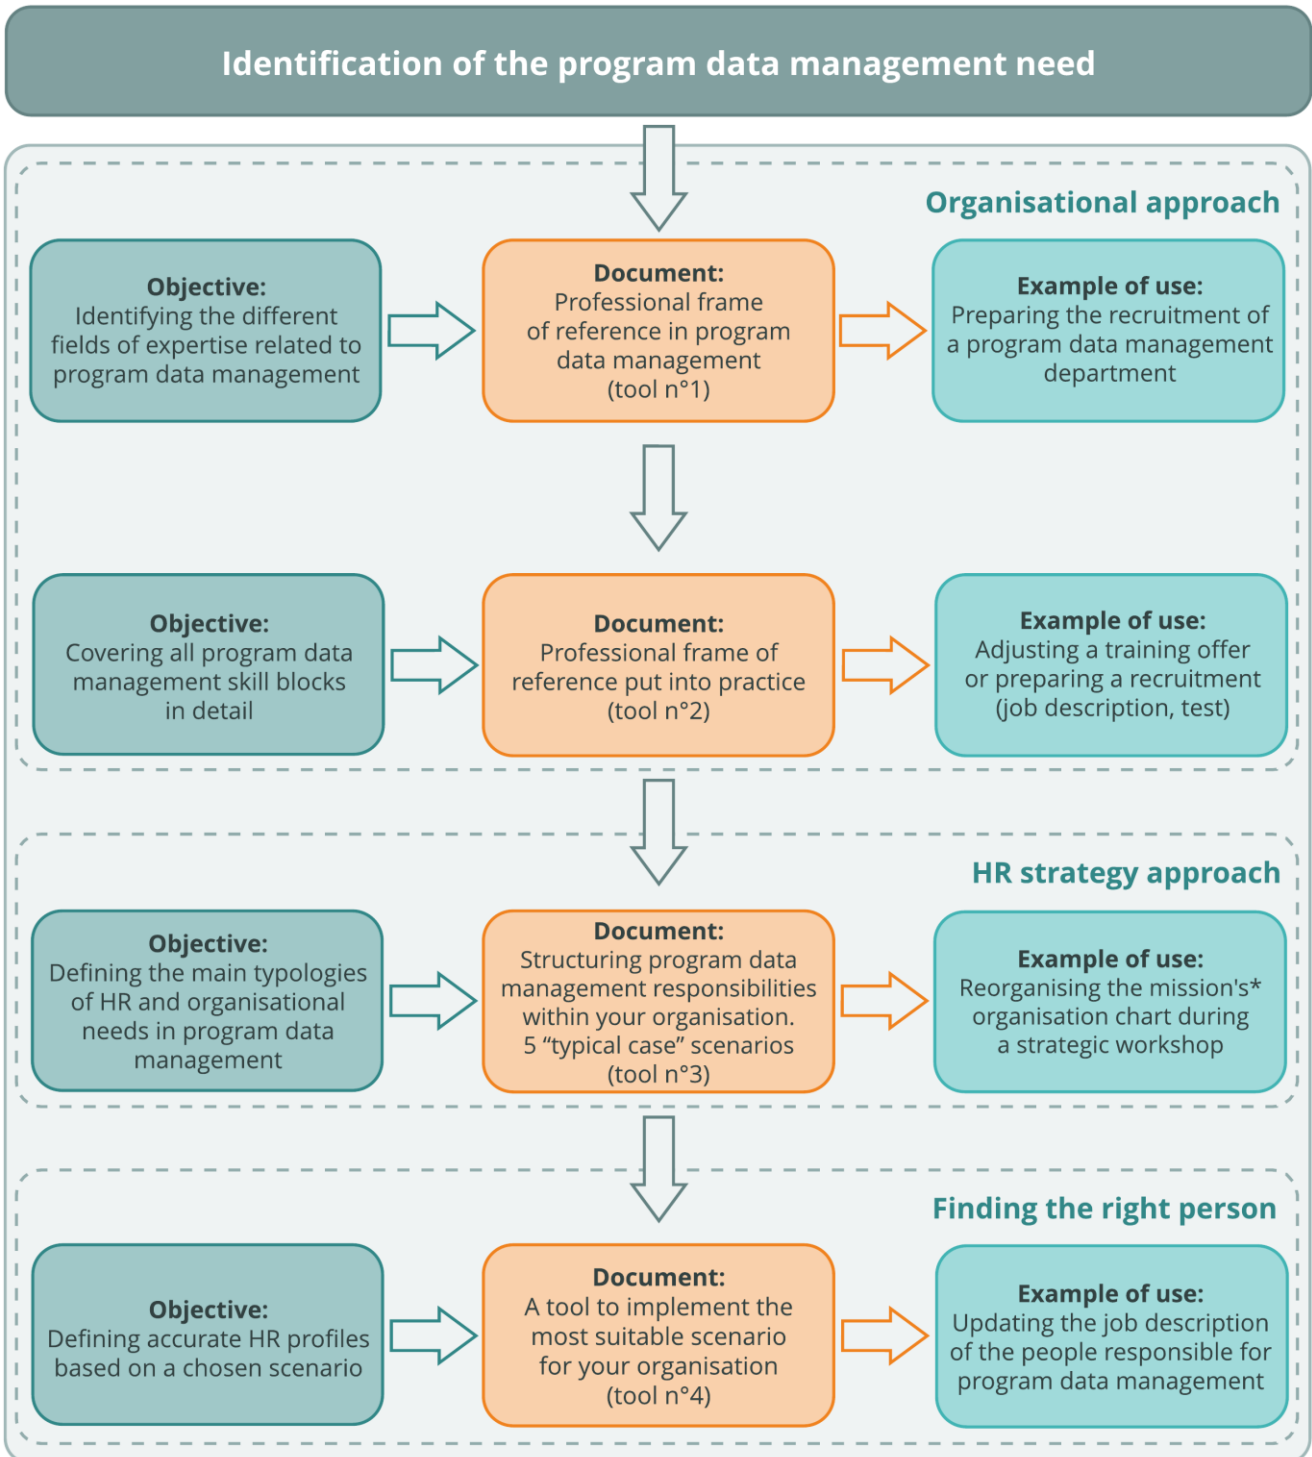 Identification of the program data management need
Organisational approach
Objective:
Identifying the different
fields of expertise related to
program data management
Document:
Professional frame
of reference in program
data management
(tool n°1)
Example of use:
Preparing the recruitment of
a program data management
department
Objective:
Covering all program data
management skill blocks
in detail
Document:
Professional frame of
reference put into practice
(tool n°2)
Example of use:
Adjusting a training offer
or preparing a recruitment
(job description, test)
HR strategy approach
Objective:
Defining the main typologies
of HR and organisational
needs in program data
management
Document:
Structuring program data
management responsibilities
within your organisation.
5 “typical case” scenarios
(tool n°3)
Example of use:
Reorganising the mission's*
organisation chart during
a strategic workshop
Finding the right person
Objective:
Defining accurate HR profiles
based on a chosen scenario
Document:
A tool to implement the
most suitable scenario
for your organisation
(tool n°4)
Example of use:
Updating the job description
of the people responsible for
program data management